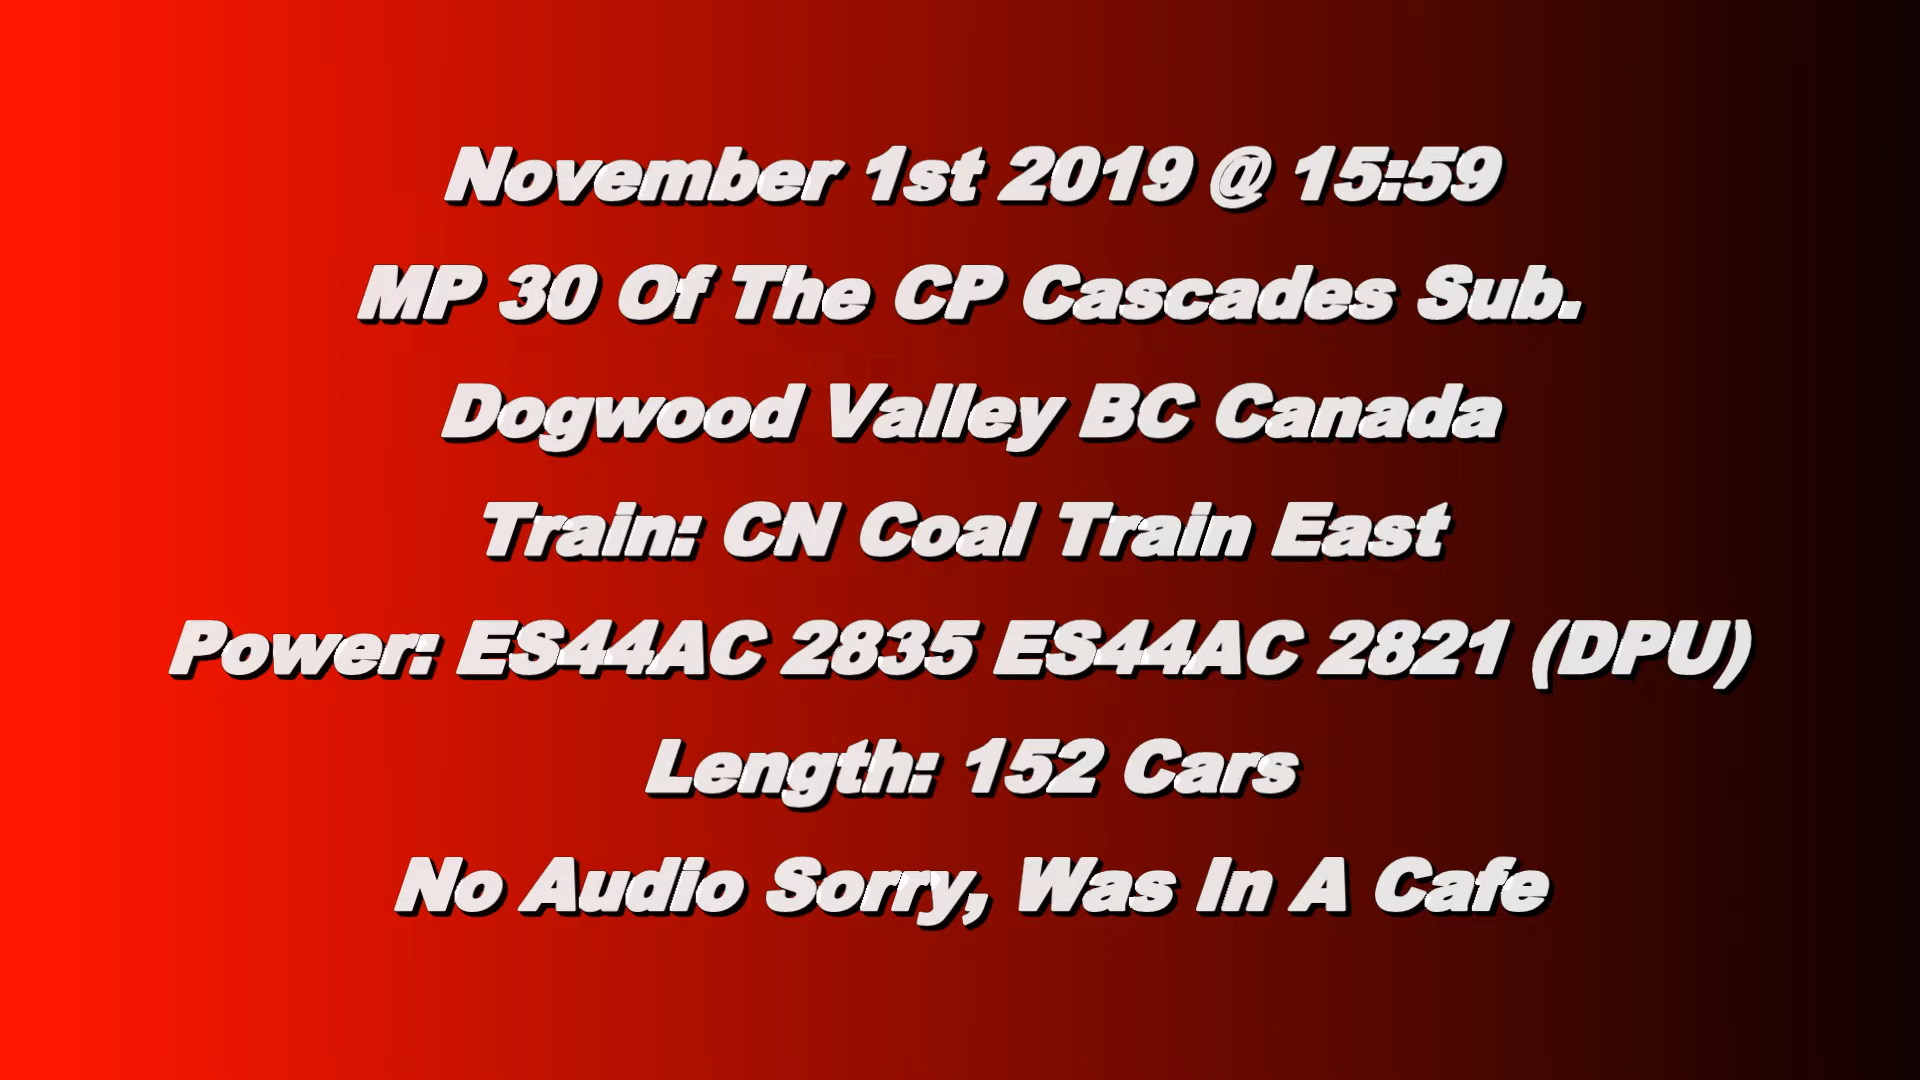 November 1st 2019 @ 15:59
MP 30 Of The CP Cascades Sub.
Dogwood Valley BC Canada
Train: CN Coal Train East
Power: ES44AC 2835 ES44AC 2821 (DPU)
Length: 152 Cars
No Audio Sorry, Was In A Cafe